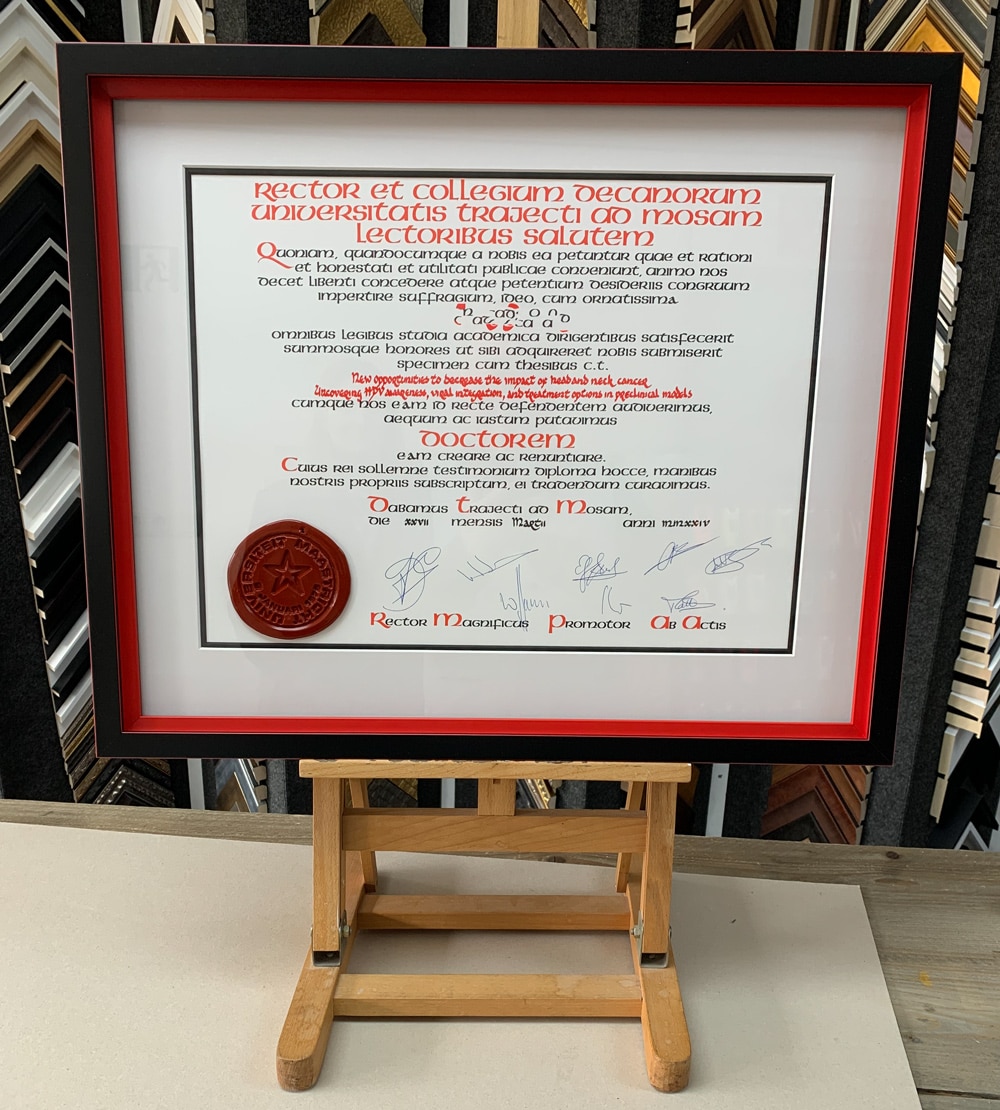 Rector et Collegium Decanorum
Universitatis Trajecti ad Mosam
Lectoribus Salutem
Quoniam, quandocumque a nobis ea petuntur quae et rationi
et honestati et utilitati publicae conveniunt, animo nos
decet libenti concedere atque petentium desideriis congruum
impertire suffragium, ideo, cum ornatissima
omnibus legibus studia academica dirigentibus satisfecerit
summosque honores ut sibi adquireret nobis submiserit
specimen cum thesibus c.t.
New opportunities to decrease the impact of head and neck cancer
Uncovering HPV awareness, viral integration, and treatment options in preclinical models
cumque nos eam id recte defendentem audiverimus,
aequum ac iustum putavimus
Doctorem
eam creare ac renuntiare.
Cuius rei sollemne testimonium diploma hocce, manibus
nostris propriis subscriptum, ei tradendum curavimus.
Dabamus Trajecti ad Mosam,
die xxvii mensis Martii anni mmxxiv
Rector Magnificus Promotor Ab Actis